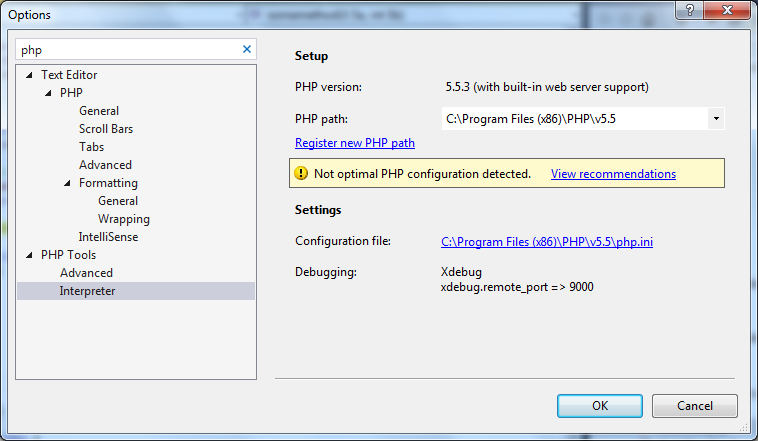 Options
php
Text Editor
PHP
General
Scroll Bars
Tabs
Advanced
Formatting
General
Wrapping
IntelliSense
PHP Tools
Advanced
Interpreter
Setup
PHP version: 5.5.3 (with built-in web server support)
PHP path: C:\Program Files (x86)\PHP\v5.5
Register new PHP path
Not optimal PHP configuration detected. View recommendations
Settings
Configuration file: C:\Program Files (x86)\PHP\v5.5\php.ini
Debugging: Xdebug
xdebug.remote_port => 9000
OK Cancel